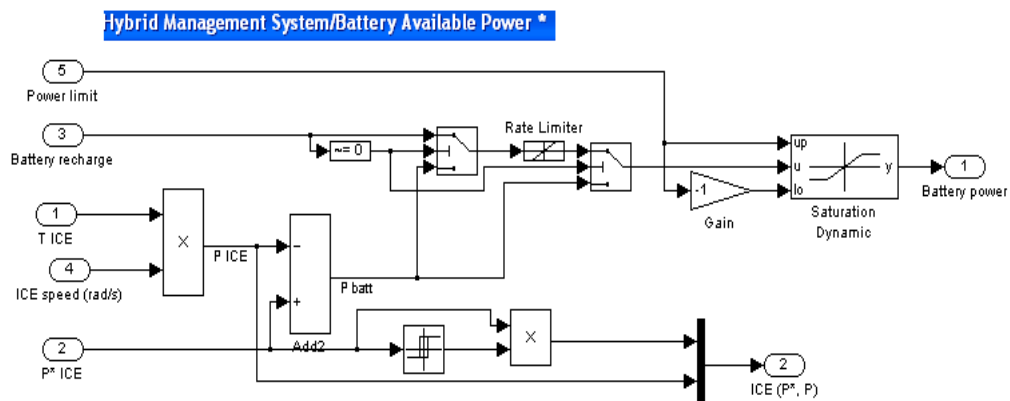 Hybrid Management System/Battery Available Power *
5
Power limit
3
Battery recharge
~= 0
Rate Limiter
up
u
lo
y
1
Battery power
-1
Gain
Saturation
Dynamic
1
T ICE
X
P ICE
4
ICE speed (rad/s)
−
+
P batt
Add2
2
P* ICE
X
2
ICE (P*, P)